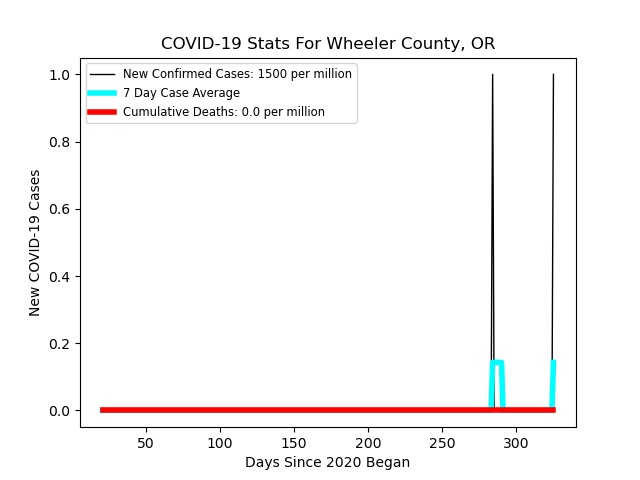 COVID-19 Stats For Wheeler County, OR
New Confirmed Cases: 1500 per million
7 Day Case Average
Cumulative Deaths: 0.0 per million
New COVID-19 Cases
1.0
0.8
0.6
0.4
0.2
0.0
50 100 150 200 250 300
Days Since 2020 Began